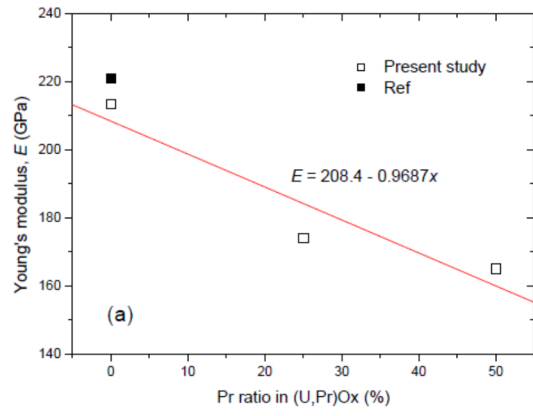 Present study
Ref
E = 208.4 - 0.9687x
(a)
Young's modulus, E (GPa)
220
200
180
160
140
0
10
20
30
40
50
Pr ratio in (U,Pr)Ox (%)